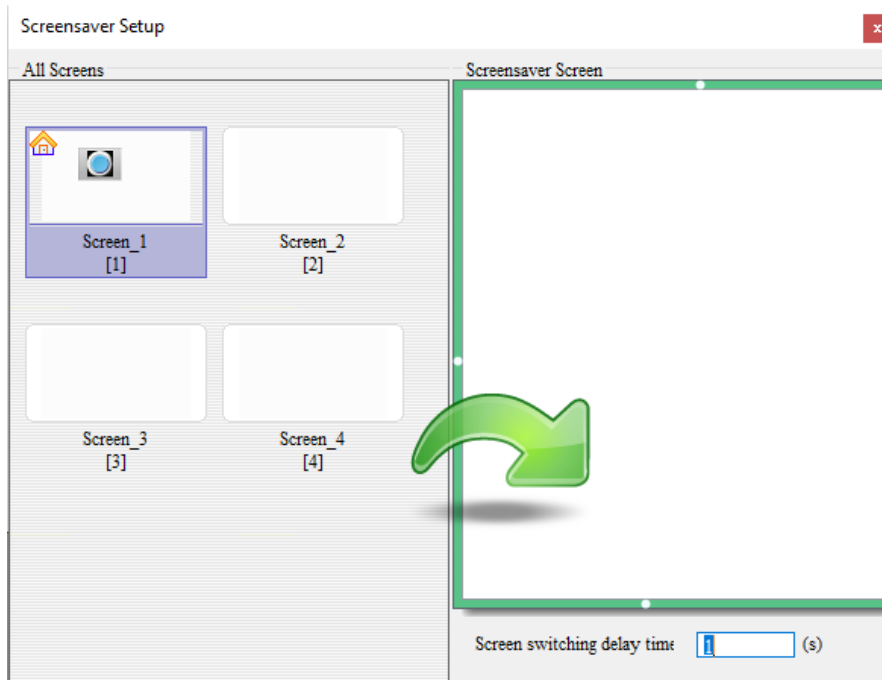 Screensaver Setup
x
All Screens
Screensaver Screen
Screen_1
[1]
Screen_2
[2]
Screen_3
[3]
Screen_4
[4]
Screen switching delay time 1 (s)